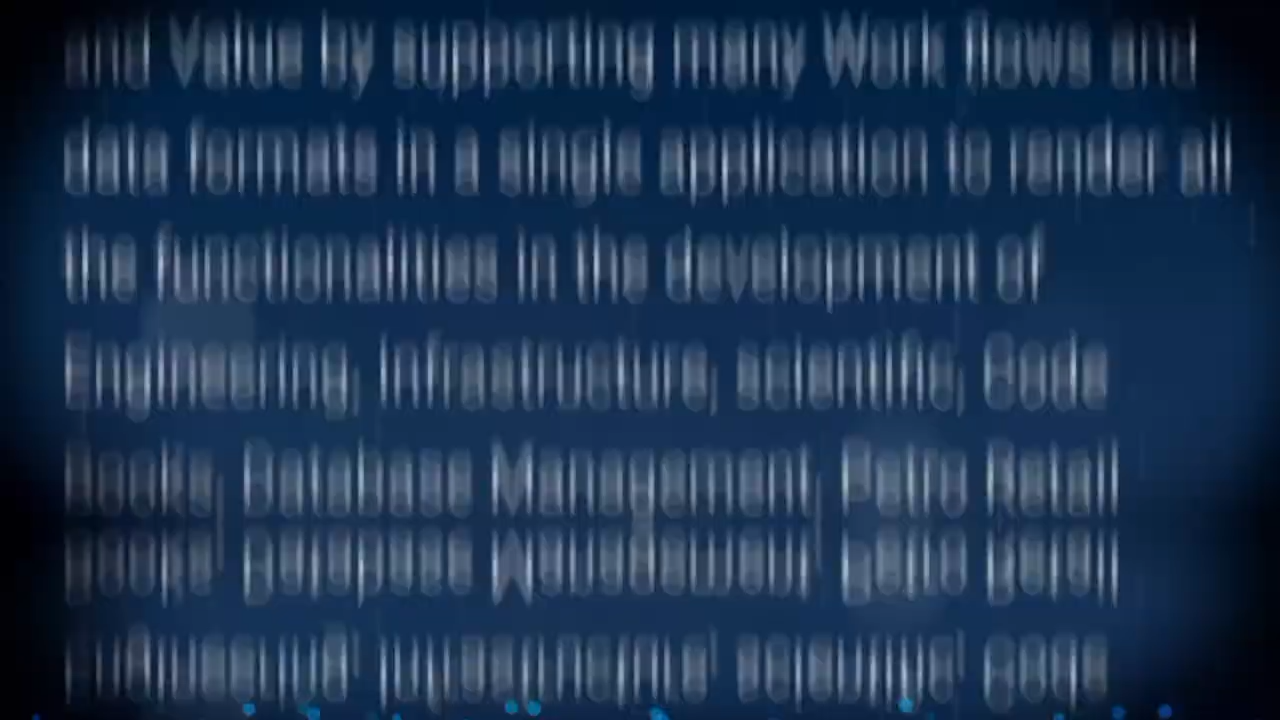 and Value by supporting many Work flows and
data formats in a single application to render all
the functionalities in the development of
Engineering, Infrastructure, scientific, Code
Books, Database Management, Petro Retail